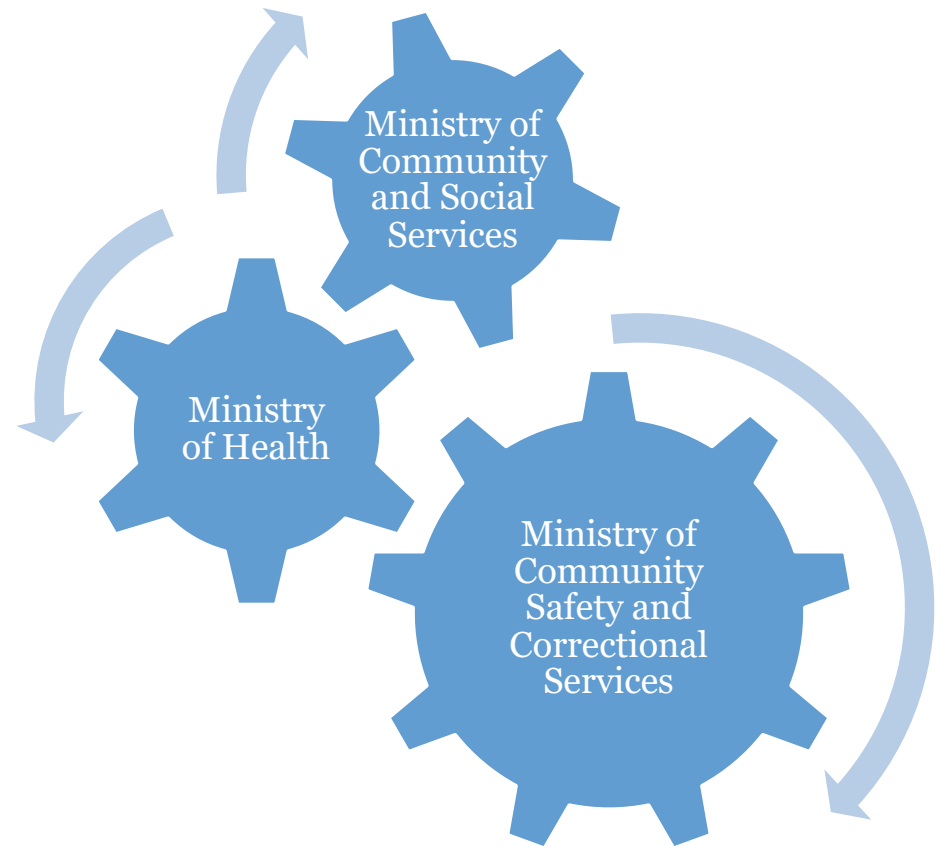 Ministry of
Community
and Social
Services
Ministry
of Health
Ministry of
Community
Safety and
Correctional
Services